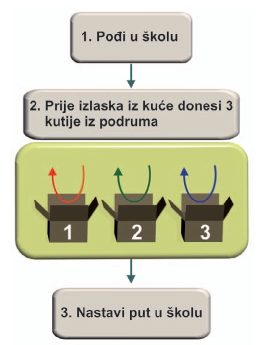 1. Pođi u školu
2. Prije izlaska iz kuće donesi 3
kutije iz podruma
1 2 3
3. Nastavi put u školu